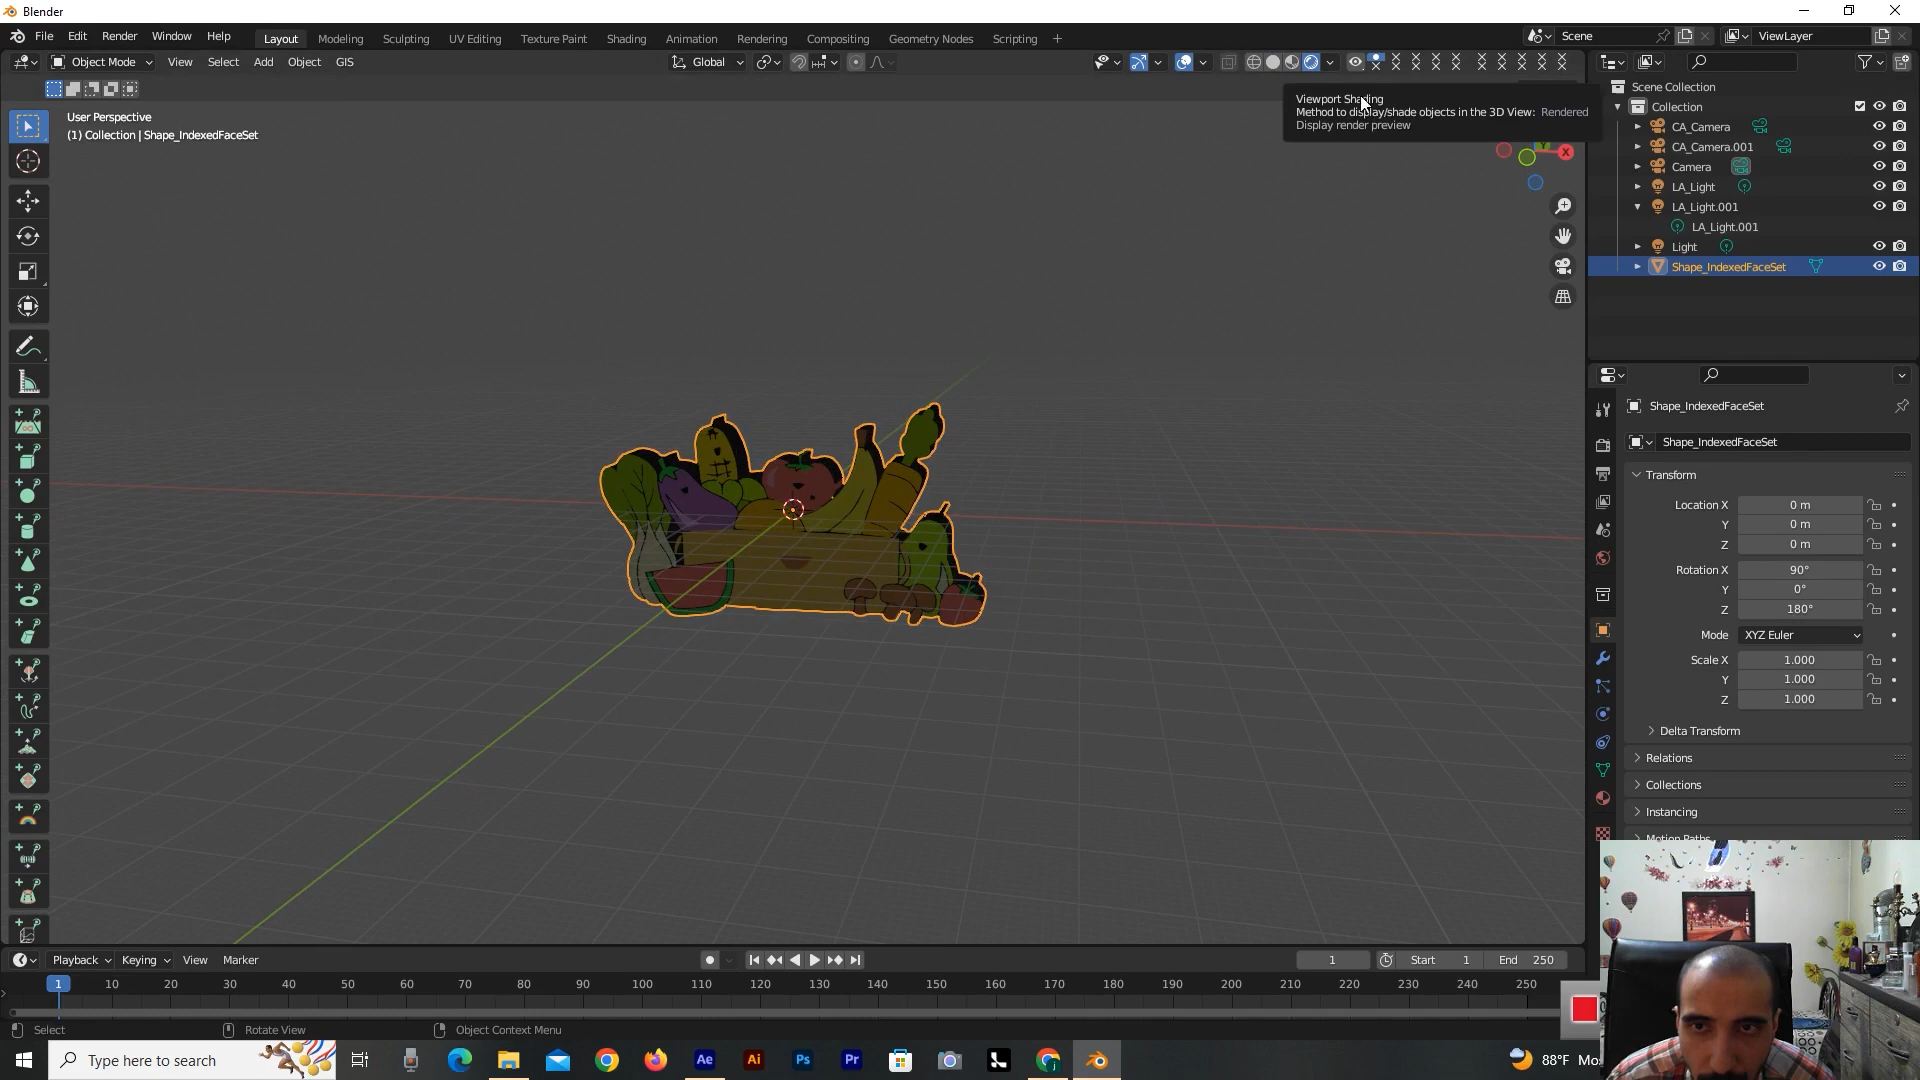 Blender
File Edit Render Window Help
Layout Modeling Sculpting UV Editing Texture Paint Shading Animation Rendering Compositing Geometry Nodes Scripting +
Scene
ViewLayer
Object Mode View Select Add Object GIS
Global
User Perspective
(1) Collection | Shape_IndexedFaceSet
Viewport Shading
Method to display/shade objects in the 3D View: Rendered
Display render preview
X
Scene Collection
Collection
CA_Camera
CA_Camera.001
Camera
LA_Light
LA_Light.001
LA_Light.001
Light
Shape_IndexedFaceSet
Shape_IndexedFaceSet
Shape_IndexedFaceSet
Transform
Location X 0 m
Y 0 m
Z 0 m
Rotation X 90°
Y 0°
Z 180°
Mode XYZ Euler
Scale X 1.000
Y 1.000
Z 1.000
Delta Transform
Relations
Collections
Instancing
Motion Paths
Playback Keying View Marker
1 Start 1 End 250
1 10 20 30 40 50 60 70 80 90 100 110 120 130 140 150 160 170 180 190 200 210 220 230 240 250
Select Rotate View Object Context Menu
Type here to search
Ae Ai Ps Pr
88°F